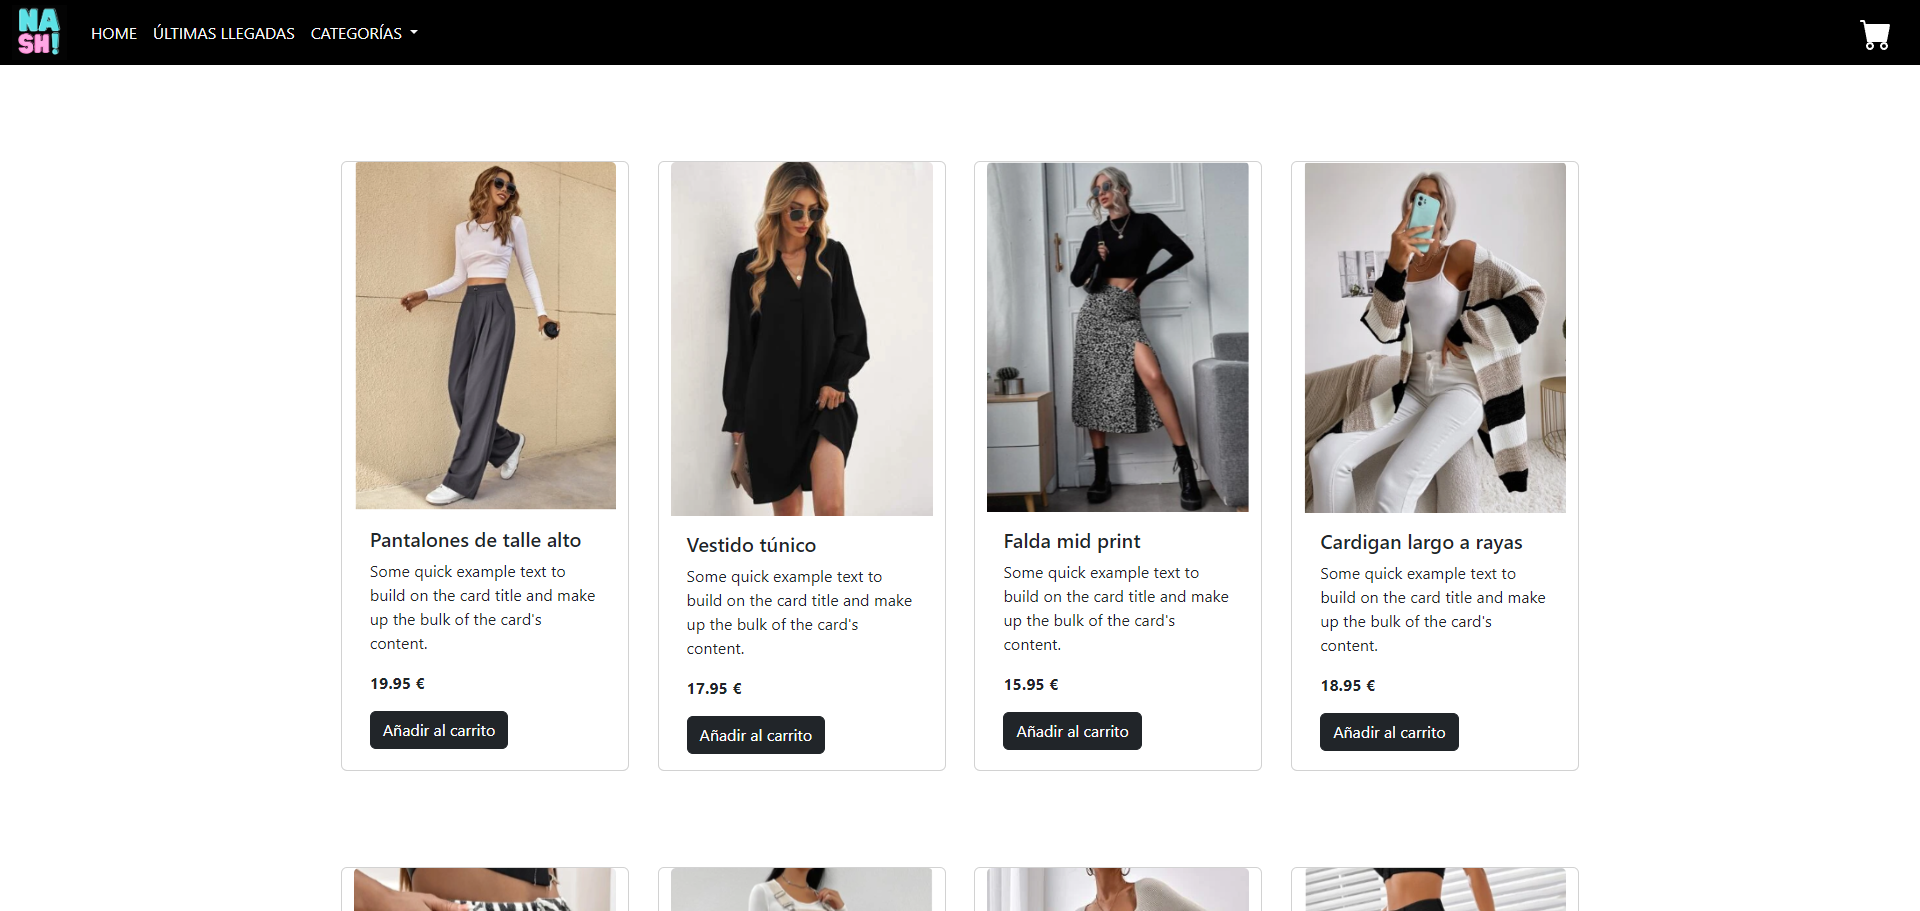 NA
SH!
HOME ÚLTIMAS LLEGADAS CATEGORÍAS
Pantalones de talle alto
Some quick example text to
build on the card title and make
up the bulk of the card's
content.
19.95 €
Añadir al carrito
Vestido túnico
Some quick example text to
build on the card title and make
up the bulk of the card's
content.
17.95 €
Añadir al carrito
Falda mid print
Some quick example text to
build on the card title and make
up the bulk of the card's
content.
15.95 €
Añadir al carrito
Cardigan largo a rayas
Some quick example text to
build on the card title and make
up the bulk of the card's
content.
18.95 €
Añadir al carrito